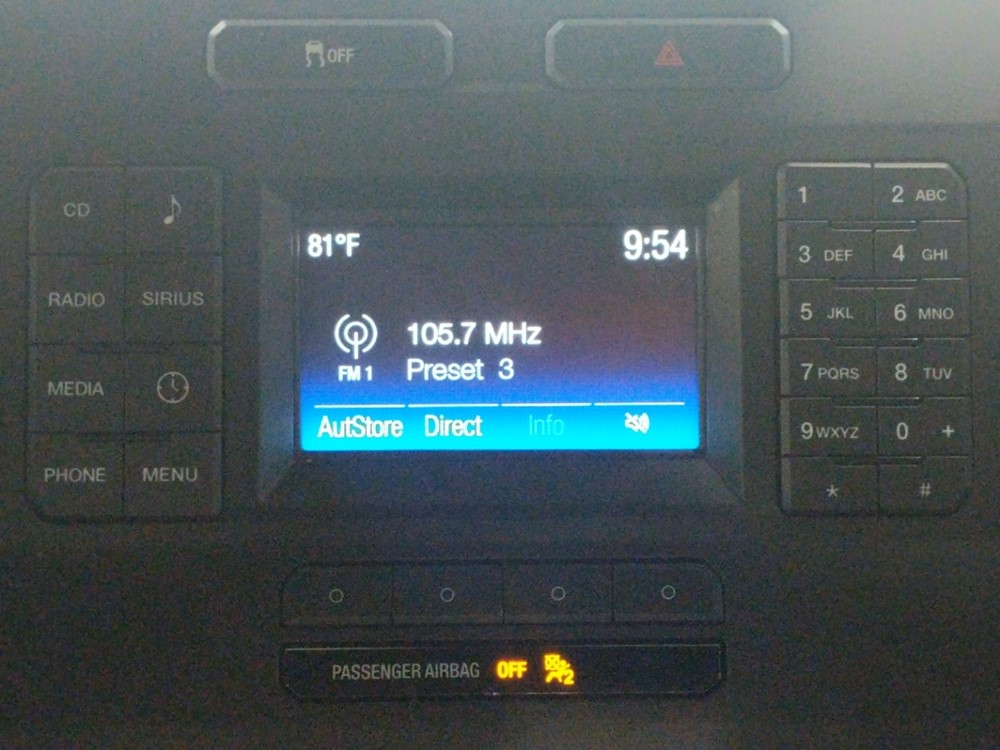 OFF
CD
RADIO SIRIUS
MEDIA
PHONE MENU
81°F 9:54
105.7 MHz
FM 1 Preset 3
AutStore Direct Info
1 2 ABC
3 DEF 4 GHI
5 JKL 6 MNO
7 PQRS 8 TUV
9 WXYZ 0 +
* #
PASSENGER AIRBAG OFF 2